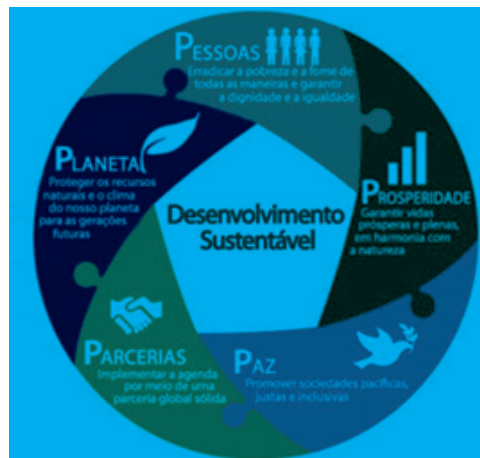 PESSOAS
Erradicar a pobreza e a fome de
todas as maneiras e garantir
a dignidade e a igualdade
PLANETA
Proteger os recursos
naturais e o clima
do nosso planeta
para as gerações
futuras
PROSPERIDADE
Garantir vidas
prósperas e plenas,
em harmonia com
a natureza
Desenvolvimento
Sustentável
PARCERIAS
Implementar a agenda
por meio de uma
parceria global sólida
PAZ
Promover sociedades pacíficas,
justas e inclusivas